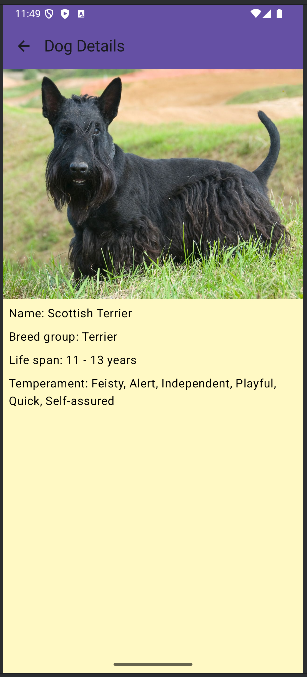 11:49
Dog Details
Name: Scottish Terrier
Breed group: Terrier
Life span: 11 - 13 years
Temperament: Feisty, Alert, Independent, Playful,
Quick, Self-assured